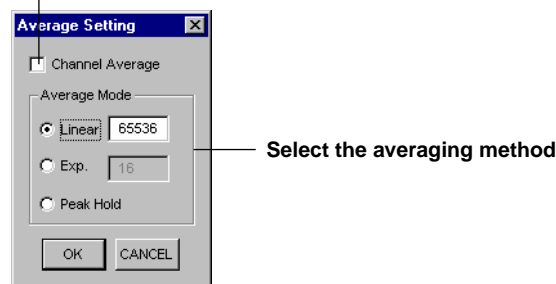 Average Setting
Channel Average
Average Mode
Linear 65536
Select the averaging method
Exp. 16
Peak Hold
OK CANCEL